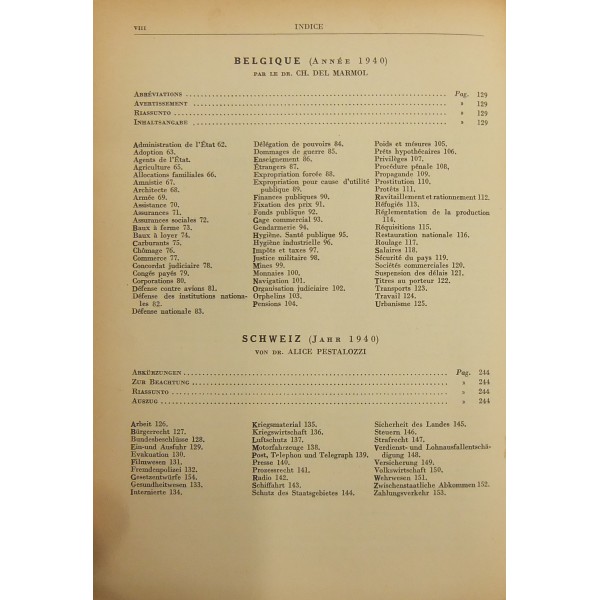 VIII INDICE
BELGIQUE (Année 1940)
PAR LE DR. CH. DEL MARMOL
Abréviations Pag. 129
Avertissement » 129
Riassunto » 129
Inhaltsangabe » 129
Administration de l'État 62.
Adoption 63.
Agents de l'État.
Agriculture 65.
Allocations familiales 66.
Amnistie 67.
Architecte 68.
Armée 69.
Assistance 70.
Assurances 71.
Assurances sociales 72.
Baux à ferme 73.
Baux à loyer 74.
Carburants 75.
Chômage 76.
Commerce 77.
Concordat judiciaire 78.
Congés payés 79.
Corporations 80.
Défense contre avions 81.
Défense des institutions nationa-
les 82.
Défense nationale 83.
Délégation de pouvoirs 84.
Dommages de guerre 85.
Enseignement 86.
Étrangers 87.
Expropriation forcée 88.
Expropriation pour cause d'utilité
publique 89.
Finances publiques 90.
Fixation des prix 91.
Fonds publique 92.
Gage commercial 93.
Gendarmerie 94.
Hygiène. Santé publique 95.
Hygiène industrielle 96.
Impôts et taxes 97.
Justice militaire 98.
Mines 99.
Monnaies 100.
Navigation 101.
Organisation judiciaire 102.
Orphelins 103.
Pensions 104.
Poids et mésures 105.
Prêts hypothécaires 106.
Privilèges 107.
Procédure pénale 108.
Propagande 109.
Prostitution 110.
Protêts 111.
Ravitaillement et rationnement 112.
Réfugiés 113.
Réglementation de la production
114.
Réquisitions 115.
Restauration nationale 116.
Roulage 117.
Salaires 118.
Sécurité du pays 119.
Sociétés commerciales 120.
Suspension des délais 121.
Titres au porteur 122.
Transports 123.
Travail 124.
Urbanisme 125.
SCHWEIZ (Jahr 1940)
VON DR. ALICE PESTALOZZI
Abkürzungen Pag. 244
Zur Beachtung » 244
Riassunto » 244
Auszug » 244
Arbeit 126.
Bürgerrecht 127.
Bundesbeschlüsse 128.
Ein-und Ausfuhr 129.
Evakuation 130.
Filmwesen 131.
Fremdenpolizei 132.
Gesetzentwürfe 154.
Gesundheitwesen 133.
Internierte 134.
Kriegsmaterial 135.
Kriegswirtschaft 136.
Luftschutz 137.
Motorfahrzeuge 138.
Post, Telephon und Telegraph 139.
Presse 140.
Prozessrecht 141.
Radio 142.
Schiffahrt 143.
Schutz des Staatsgebietes 144.
Sicherheit des Landes 145.
Steuern 146.
Strafrecht 147.
Verdienst- und Lohnausfallentschä-
digung 148.
Versicherung 149.
Volkswirtschaft 150.
Wehrwesen 151.
Zwischenstaatliche Abkommen 152.
Zahlungsverkehr 153.